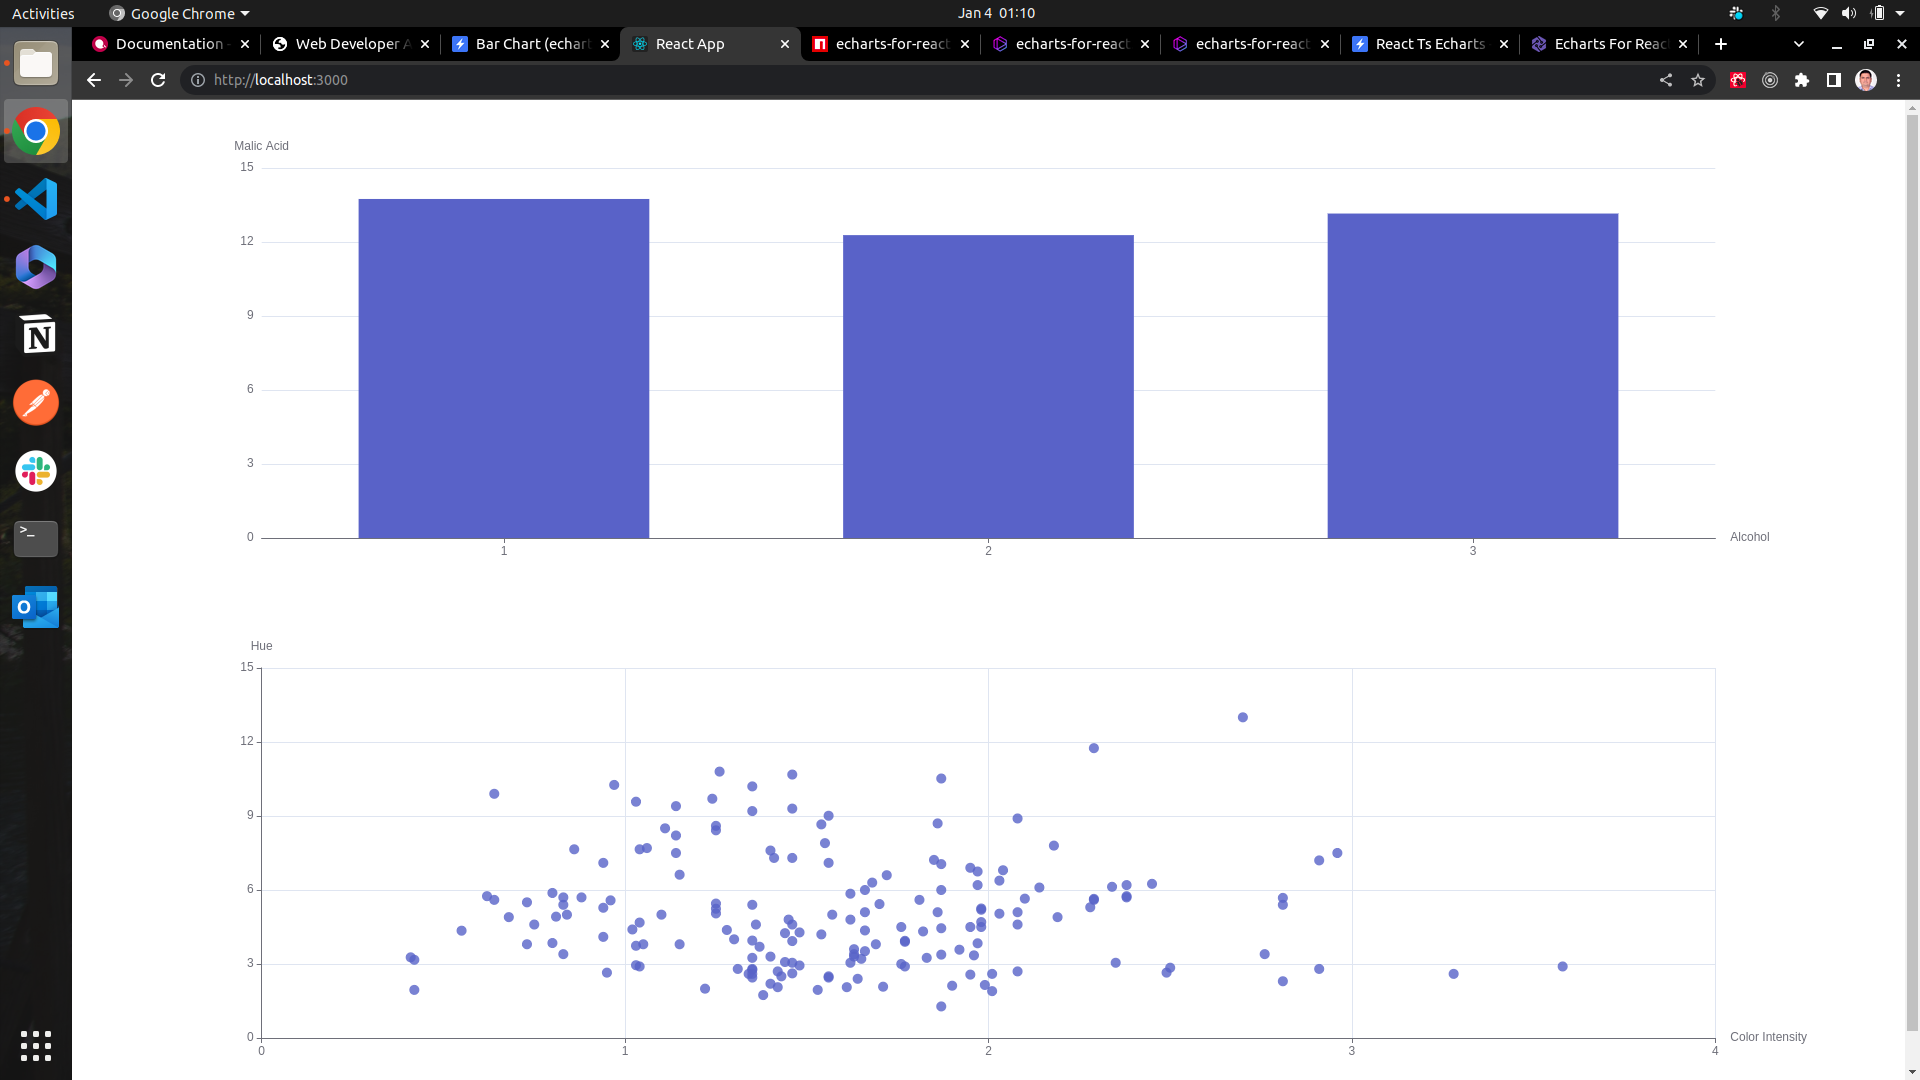 Activities
Google Chrome
Jan 4 01:10
Documentation -
Web Developer A
Bar Chart (echart
React App
echarts-for-react
echarts-for-react
echarts-for-react
React Ts Echarts
Echarts For Reac
http://localhost:3000
Malic Acid
15
12
9
6
3
0
1
2
3
Alcohol
Hue
15
12
9
6
3
0
0
1
2
3
4
Color Intensity
N
>_
O